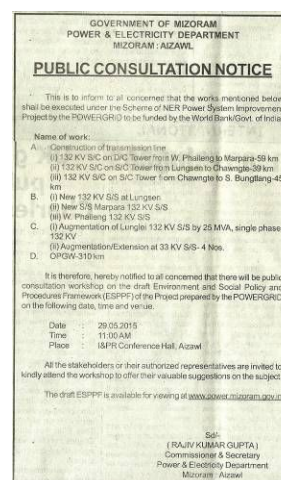 GOVERNMENT OF MIZORAM
POWER & ELECTRICITY DEPARTMENT
MIZORAM : AIZAWL
PUBLIC CONSULTATION NOTICE
This is to inform to all concerned that the works mentioned below
shall be executed under the Scheme of NER Power System Improvement
Project by the POWERGRID to be funded by the World Bank/Govt. of India.
Name of work:
A Construction of transmission line
(i) 132 KV S/C on D/C Tower from W. Phaileng to Marpara-59 km
(ii) 132 KV S/C on S/C Tower from Lungsen to Chawngte-39 km
(iii) 132 KV S/C on S/C Tower from Chawngte to S. Bungtlang-45
km
B. (i) New 132 KV S/S at Lungsen
(ii) New S/S Marpara 132 KV S/S
(iii) W. Phaileng 132 KV S/S
C. (i) Augmentation of Lunglei 132 KV S/S by 25 MVA, single phase
132 KV
(ii) Augmentation/Extension at 33 KV S/S- 4 Nos.
D. OPGW-310 km
It is therefore, hereby notified to all concerned that there will be public
consultation workshop on the draft Environment and Social Policy and
Procedures Framework (ESPPF) of the Project prepared by the POWERGRID
on the following date, time and venue.
Date : 29.05.2015
Time : 11:00 AM
Place : I&PR Conference Hall, Aizawl
All the stakeholders or their authorized representatives are invited to
kindly attend the workshop to offer their valuable suggestions on the subject.
The draft ESPPF is available for viewing at www.power.mizoram.gov.in
Sd/-
( RAJIV KUMAR GUPTA )
Commissioner & Secretary
Power & Electricity Department
Mizoram : Aizawl